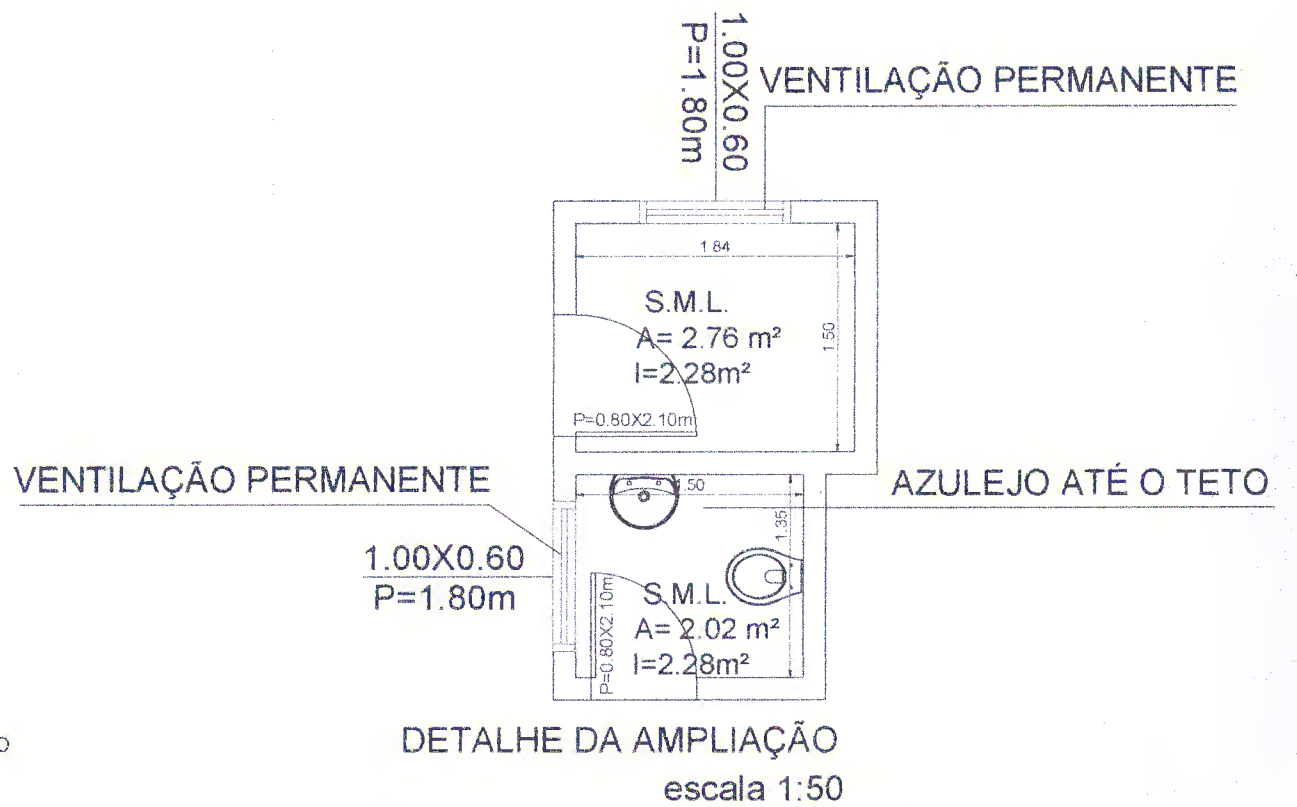 1.00X0.60
P=1.80m
VENTILAÇÃO PERMANENTE
1.84
S.M.L.
A= 2.76 m²
I=2.28m²
1.50
P=0.80X2.10m
VENTILAÇÃO PERMANENTE
AZULEJO ATÉ O TETO
1.50
1.35
1.00X0.60
P=1.80m
P=0.80X2.10m
S.M.L.
A= 2.02 m²
I=2.28m²
DETALHE DA AMPLIAÇÃO
escala 1:50